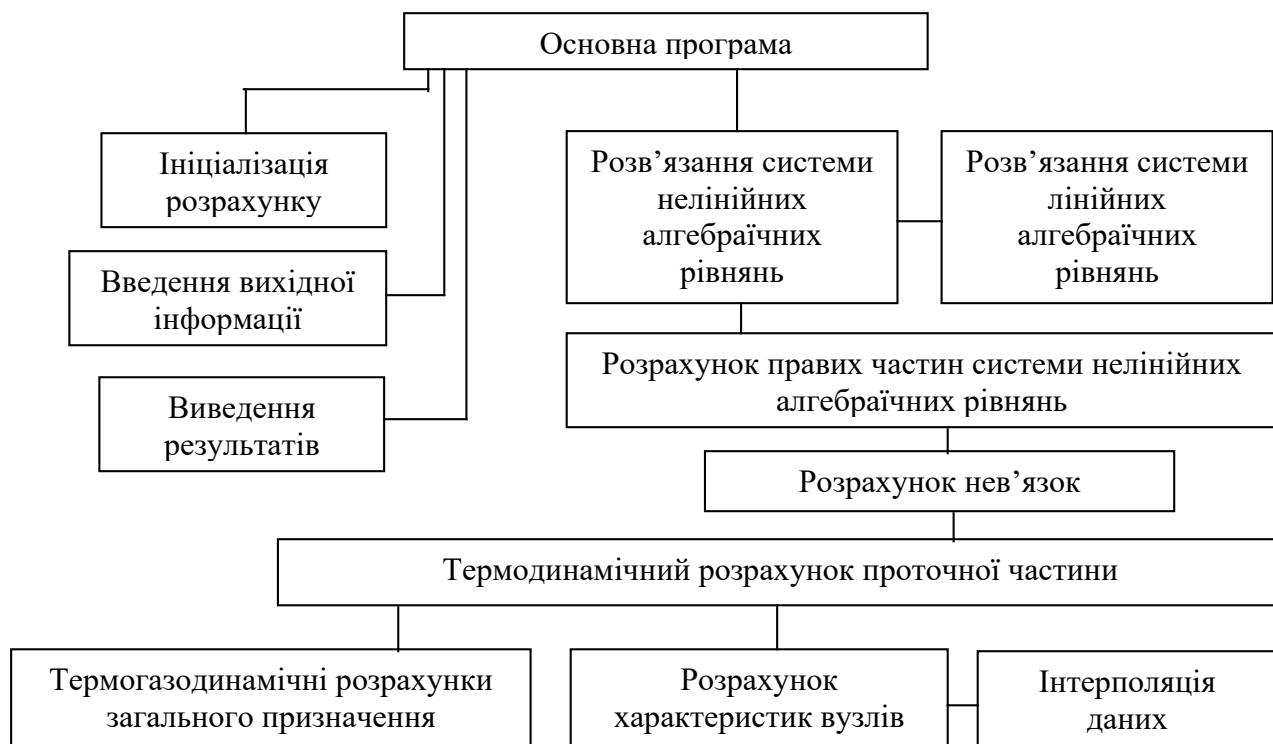 Основна програма
Ініціалізація
розрахунку
Введення вихідної
інформації
Виведення
результатів
Розв’язання системи
нелінійних
алгебраїчних
рівнянь
Розв’язання системи
лінійних
алгебраїчних
рівнянь
Розрахунок правих частин системи нелінійних
алгебраїчних рівнянь
Розрахунок нев’язок
Термодинамічний розрахунок проточної частини
Термогазодинамічні розрахунки
загального призначення
Розрахунок
характеристик вузлів
Інтерполяція
даних